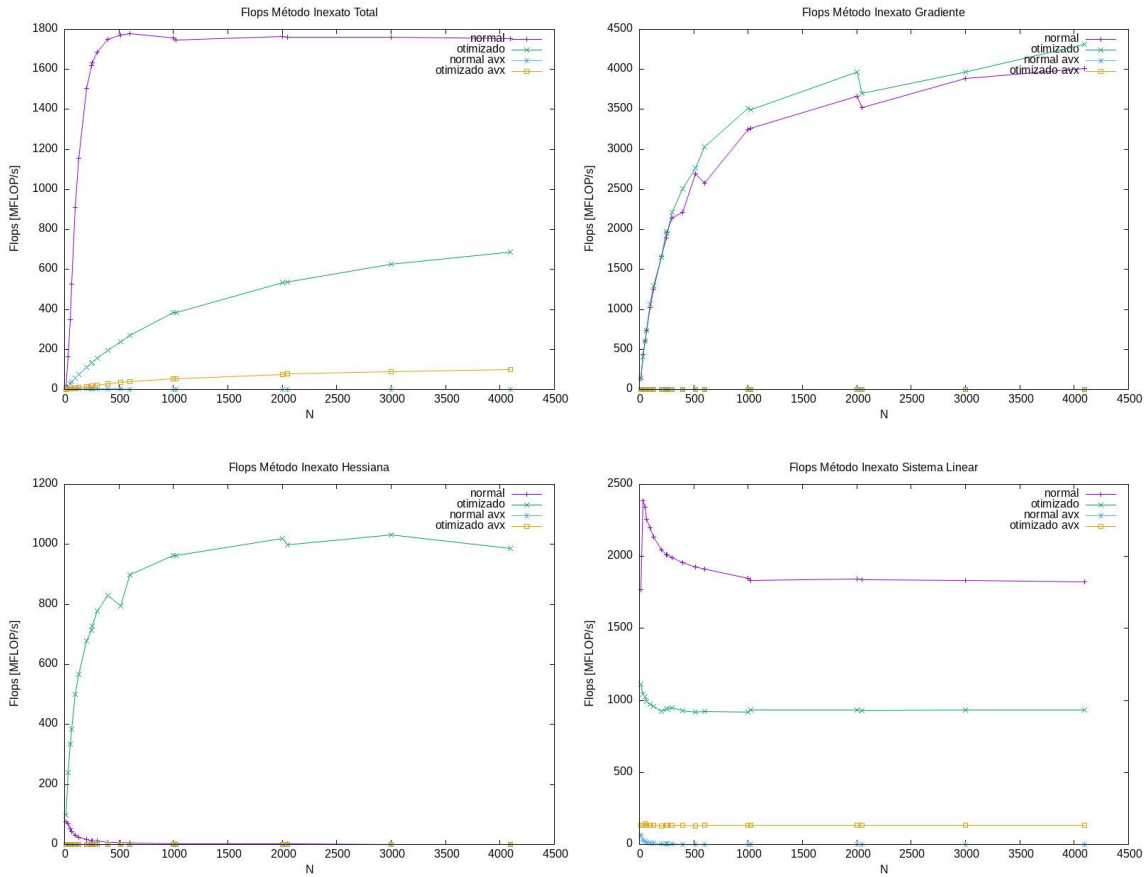 Flops Método Inexato Total
1800
1600
1400
1200
1000
800
600
400
200
0
normal
otimizado
normal avx
otimizado avx
Flops [MFLOP/s]
0 500 1000 1500 2000 2500 3000 3500 4000 4500
N
Flops Método Inexato Gradiente
4500
4000
3500
3000
2500
2000
1500
1000
500
0
normal
otimizado
normal avx
otimizado avx
Flops [MFLOP/s]
0 500 1000 1500 2000 2500 3000 3500 4000 4500
N
Flops Método Inexato Hessiana
1200
1000
800
600
400
200
0
normal
otimizado
normal avx
otimizado avx
Flops [MFLOP/s]
0 500 1000 1500 2000 2500 3000 3500 4000 4500
N
Flops Método Inexato Sistema Linear
2500
2000
1500
1000
500
0
normal
otimizado
normal avx
otimizado avx
Flops [MFLOP/s]
0 500 1000 1500 2000 2500 3000 3500 4000 4500
N